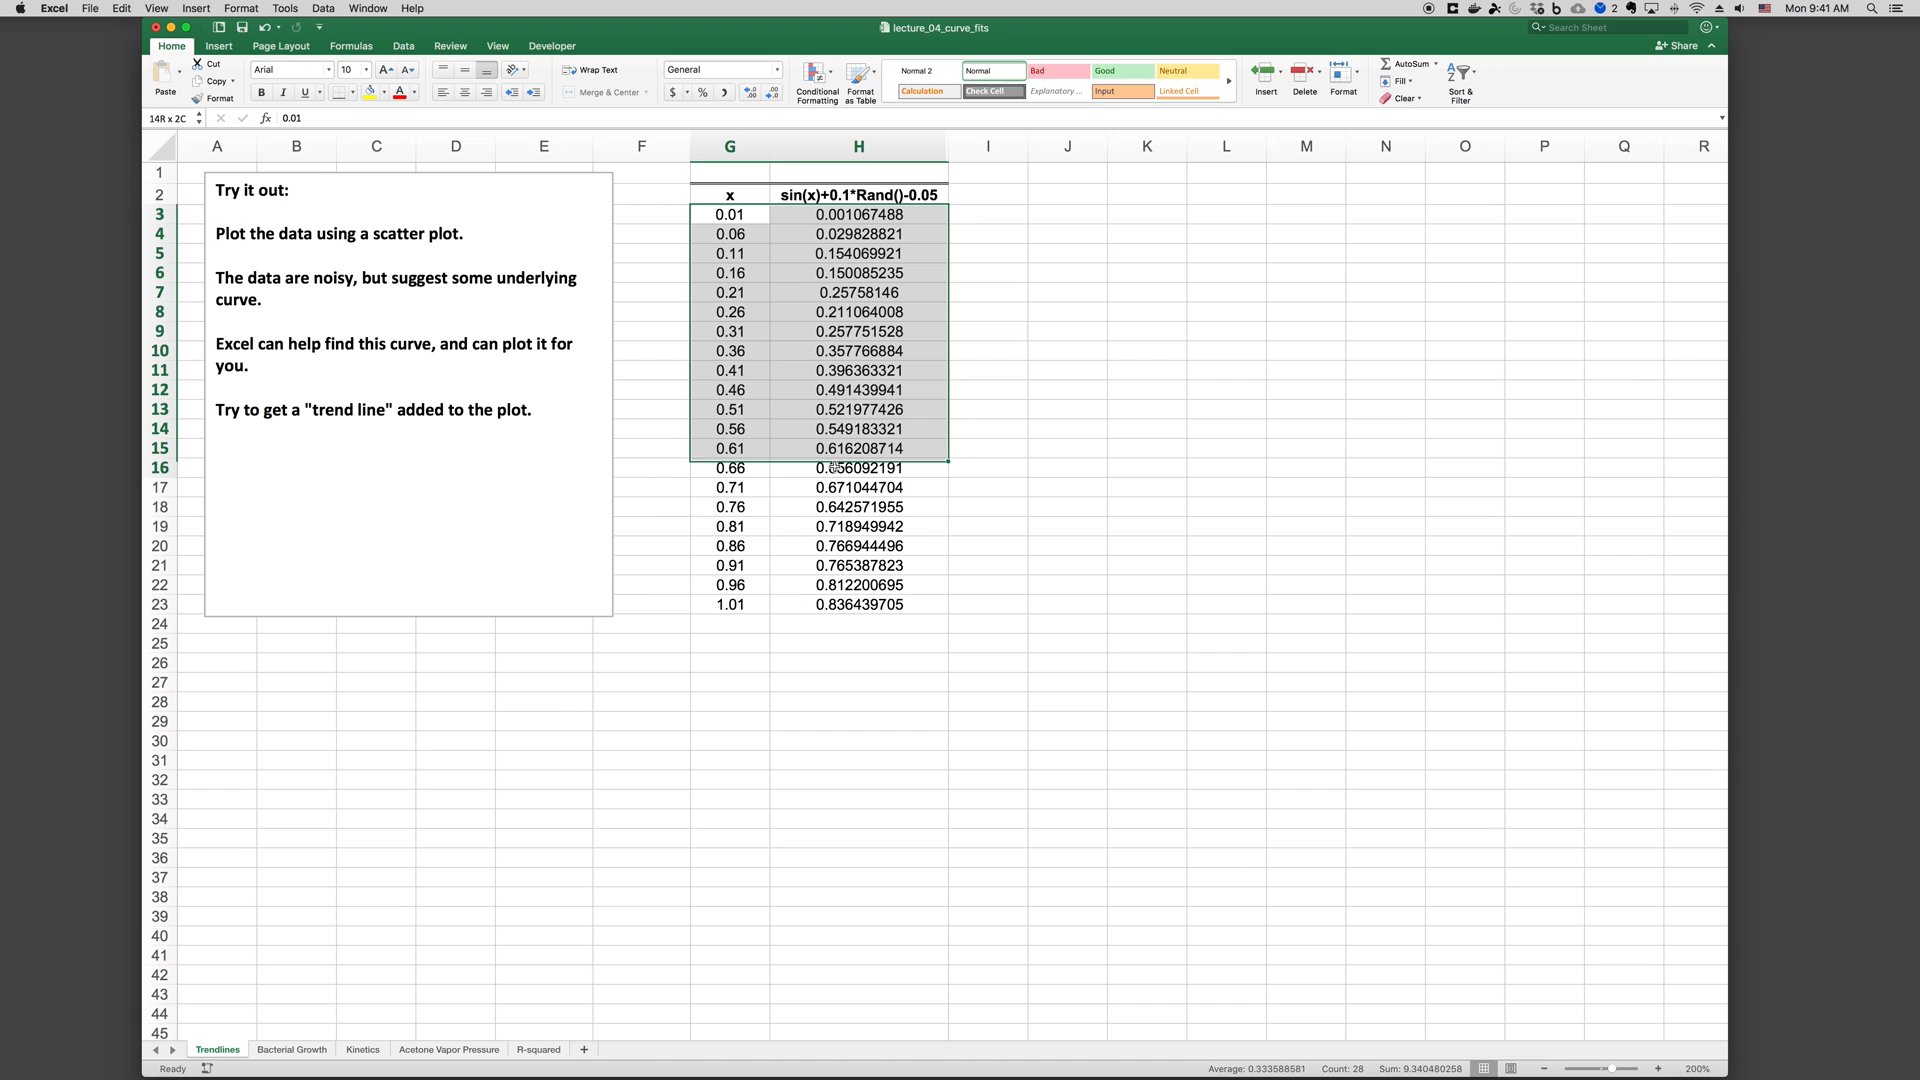 Excel File Edit View Insert Format Tools Data Window Help
2 Mon 9:41 AM
lecture_04_curve_fits
Search Sheet
Home Insert Page Layout Formulas Data Review View Developer
Share
Paste
Cut
Copy
Format
Arial 10
B I U
A
Wrap Text
Merge & Center
General
$ % )
Conditional Formatting
Format as Table
Normal 2 Normal Bad Good Neutral
Calculation Check Cell Explanatory ... Input Linked Cell
Insert Delete Format
AutoSum
Fill
Clear
Sort & Filter
14R x 2C fx 0.01
A B C D E F G H I J K L M N O P Q R
1
2 x sin(x)+0.1*Rand()-0.05
3 0.01 0.001067488
4 0.06 0.029828821
5 0.11 0.154069921
6 0.16 0.150085235
7 0.21 0.25758146
8 0.26 0.211064008
9 0.31 0.257751528
10 0.36 0.357766884
11 0.41 0.396363321
12 0.46 0.491439941
13 0.51 0.521977426
14 0.56 0.549183321
15 0.61 0.616208714
16 0.66 0.656092191
17 0.71 0.671044704
18 0.76 0.642571955
19 0.81 0.718949942
20 0.86 0.766944496
21 0.91 0.765387823
22 0.96 0.812200695
23 1.01 0.836439705
24
25
26
27
28
29
30
31
32
33
34
35
36
37
38
39
40
41
42
43
44
45
Try it out:
Plot the data using a scatter plot.
The data are noisy, but suggest some underlying
curve.
Excel can help find this curve, and can plot it for
you.
Try to get a "trend line" added to the plot.
Trendlines Bacterial Growth Kinetics Acetone Vapor Pressure R-squared +
Ready
Average: 0.333588581 Count: 28 Sum: 9.340480258
200%